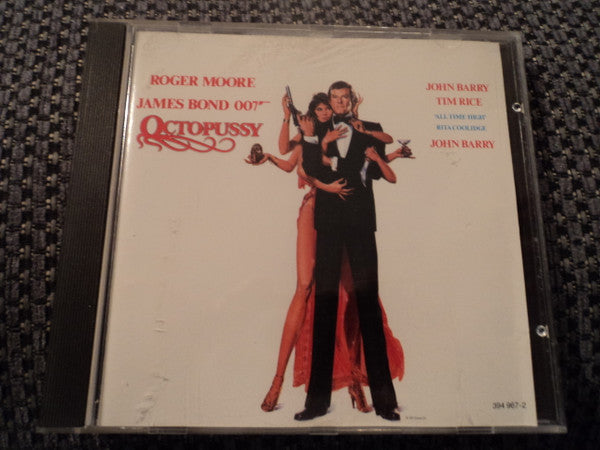 ROGER MOORE
JAMES BOND 007
OCTOPUSSY
JOHN BARRY
TIM RICE
"ALL TIME HIGH"
RITA COOLIDGE
JOHN BARRY
394 967-2